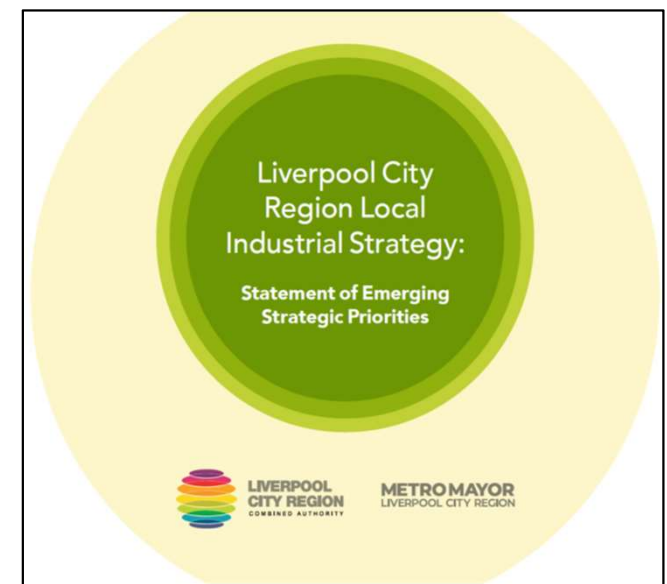 Liverpool City
Region Local
Industrial Strategy:
Statement of Emerging
Strategic Priorities
LIVERPOOL
CITY REGION
COMBINED AUTHORITY
METRO MAYOR
LIVERPOOL CITY REGION